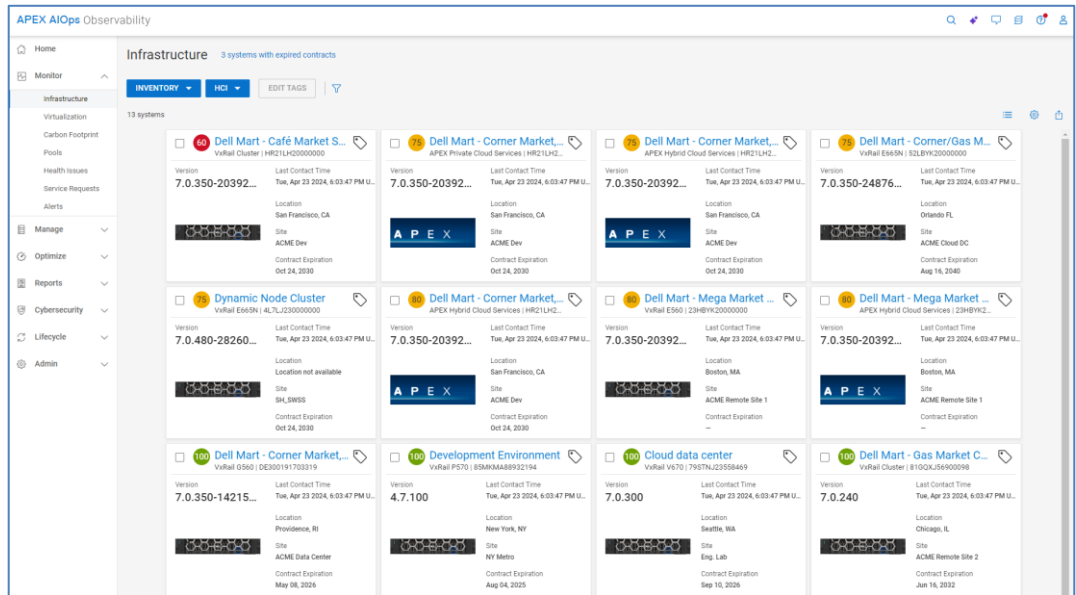 APEX AIOps Observability
Home
Monitor
Infrastructure
Virtualization
Carbon Footprint
Pools
Health Issues
Service Requests
Alerts
Manage
Optimize
Reports
Cybersecurity
Lifecycle
Admin
Infrastructure 3 systems with expired contracts
INVENTORY HCI EDIT TAGS
13 systems
60 Dell Mart - Café Market S...
VxRail Cluster | HR21LH20000000
Version Last Contact Time
7.0.350-20392... Tue, Apr 23 2024, 6:03:47 PM U...
Location
San Francisco, CA
Site
ACME Dev
Contract Expiration
Oct 24, 2030
75 Dell Mart - Corner Market,...
APEX Private Cloud Services | HR21LH2...
Version Last Contact Time
7.0.350-20392... Tue, Apr 23 2024, 6:03:47 PM U...
Location
San Francisco, CA
APEX
Site
ACME Dev
Contract Expiration
Oct 24, 2030
75 Dell Mart - Corner Market,...
APEX Hybrid Cloud Services | HR21LH2...
Version Last Contact Time
7.0.350-20392... Tue, Apr 23 2024, 6:03:47 PM U...
Location
San Francisco, CA
APEX
Site
ACME Dev
Contract Expiration
Oct 24, 2030
75 Dell Mart - Corner/Gas M...
VxRail E665N | 52LBYK20000000
Version Last Contact Time
7.0.350-24876... Tue, Apr 23 2024, 6:03:47 PM U...
Location
Orlando FL
Site
ACME Cloud DC
Contract Expiration
Aug 16, 2040
75 Dynamic Node Cluster
VxRail E665N | 4L7LJ230000000
Version Last Contact Time
7.0.480-28260... Tue, Apr 23 2024, 6:03:47 PM U...
Location
Location not available
Site
SH_SWSS
Contract Expiration
Oct 24, 2030
80 Dell Mart - Corner Market,...
APEX Hybrid Cloud Services | HR21LH2...
Version Last Contact Time
7.0.350-20392... Tue, Apr 23 2024, 6:03:47 PM U...
Location
San Francisco, CA
APEX
Site
ACME Dev
Contract Expiration
Oct 24, 2030
80 Dell Mart - Mega Market ...
VxRail E560 | 23HBYK20000000
Version Last Contact Time
7.0.350-20392... Tue, Apr 23 2024, 6:03:47 PM U...
Location
Boston, MA
Site
ACME Remote Site 1
Contract Expiration
--
80 Dell Mart - Mega Market ...
APEX Hybrid Cloud Services | 23HBYK2...
Version Last Contact Time
7.0.350-20392... Tue, Apr 23 2024, 6:03:47 PM U...
Location
Boston, MA
APEX
Site
ACME Remote Site 1
Contract Expiration
--
100 Dell Mart - Corner Market,...
VxRail G560 | DE300191703319
Version Last Contact Time
7.0.350-14215... Tue, Apr 23 2024, 6:03:47 PM U...
Location
Providence, RI
Site
ACME Data Center
Contract Expiration
May 08, 2026
100 Development Environment
VxRail P570 | 85MKMA88932194
Version Last Contact Time
4.7.100 Tue, Apr 23 2024, 6:03:47 PM U...
Location
New York, NY
Site
NY Metro
Contract Expiration
Aug 04, 2025
100 Cloud data center
VxRail V670 | 79STNJ23558469
Version Last Contact Time
7.0.300 Tue, Apr 23 2024, 6:03:47 PM U...
Location
Seattle, WA
Site
Eng. Lab
Contract Expiration
Sep 10, 2026
100 Dell Mart - Gas Market C...
VxRail Cluster | 81GQXJ56900098
Version Last Contact Time
7.0.240 Tue, Apr 23 2024, 6:03:47 PM U...
Location
Chicago, IL
Site
ACME Remote Site 2
Contract Expiration
Jun 16, 2032